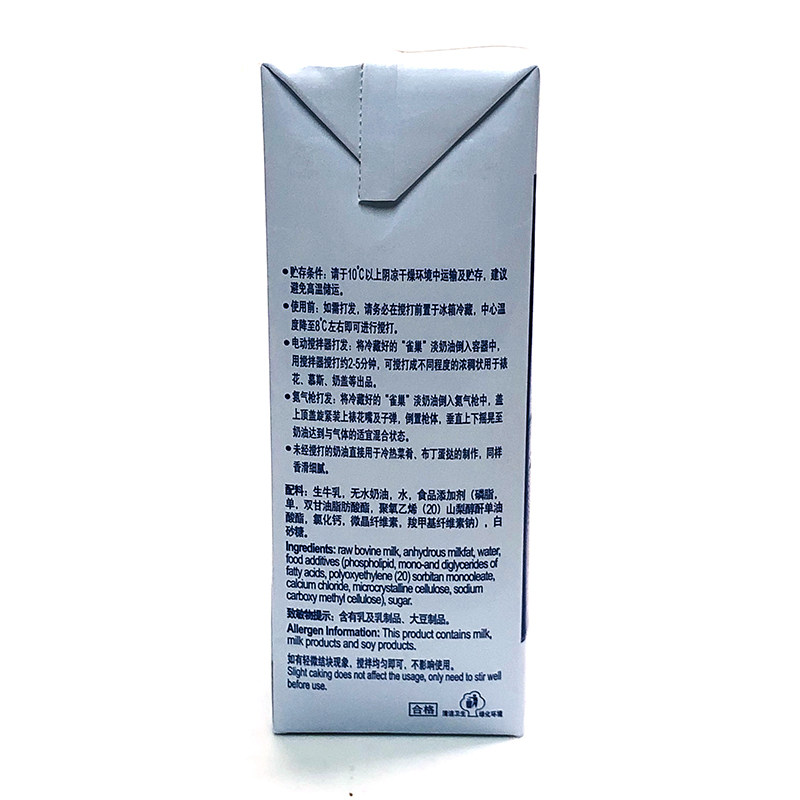 ●贮存条件：请于10℃以上阴凉干燥环境中运输及贮存，建议
避免高温储运。
●使用前：如需打发，请务必在搅打前置于冰箱冷藏，中心温
度降至8℃左右即可进行搅打。
●电动搅拌器打发：将冷藏好的“雀巢”淡奶油倒入容器中，
用搅拌器搅打约2-5分钟，可搅打成不同程度的浓稠状用于裱
花、慕斯、奶盖等出品。
●氮气枪打发：将冷藏好的“雀巢”淡奶油倒入氮气枪中，盖
上顶盖旋紧装上裱花嘴及子弹，倒置枪体，垂直上下摇晃至
奶油达到与气体的适宜混合状态。
●未经搅打的奶油直接用于冷热菜肴、布丁蛋挞的制作，同样
香滑细腻。
配料：生牛乳，无水奶油，水，食品添加剂（磷脂，
单，双甘油脂肪酸酯，聚氧乙烯（20）山梨醇酐单油
酸酯，氯化钙，微晶纤维素，羧甲基纤维素钠），白
砂糖。
Ingredients: raw bovine milk, anhydrous milkfat, water,
food additives (phospholipid, mono-and diglycerides of
fatty acids, polyoxyethylene (20) sorbitan monooleate,
calcium chloride, microcrystalline cellulose, sodium
carboxy methyl cellulose), sugar.
致敏物提示：含有乳及乳制品、大豆制品。
Allergen Information: This product contains milk,
milk products and soy products.
如有轻微结块现象，搅拌均匀即可，不影响使用。
Slight caking does not affect the usage, only need to stir well
before use.
合格
清洁卫生 绿化环境